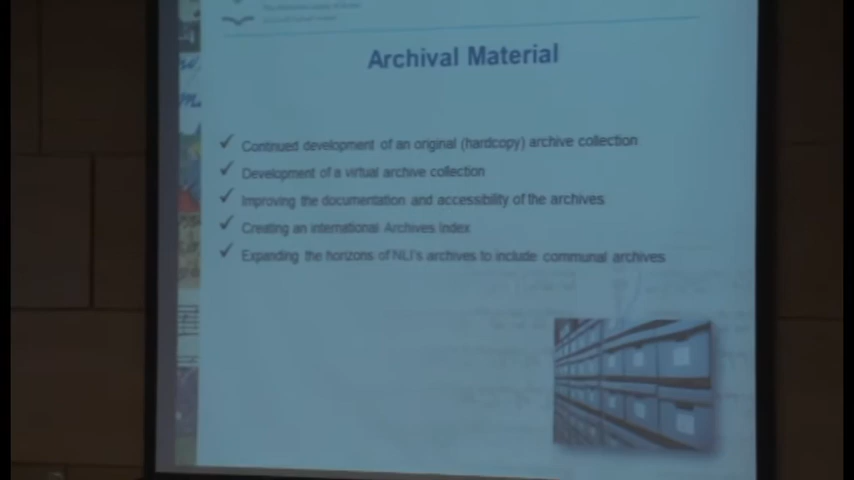 Archival Material
✓ Continued development of an original (hardcopy) archive collection
✓ Development of a virtual archive collection
✓ Improving the documentation and accessibility of the archives
✓ Creating an international Archives Index
✓ Expanding the horizons of NLI's archives to include communal archives